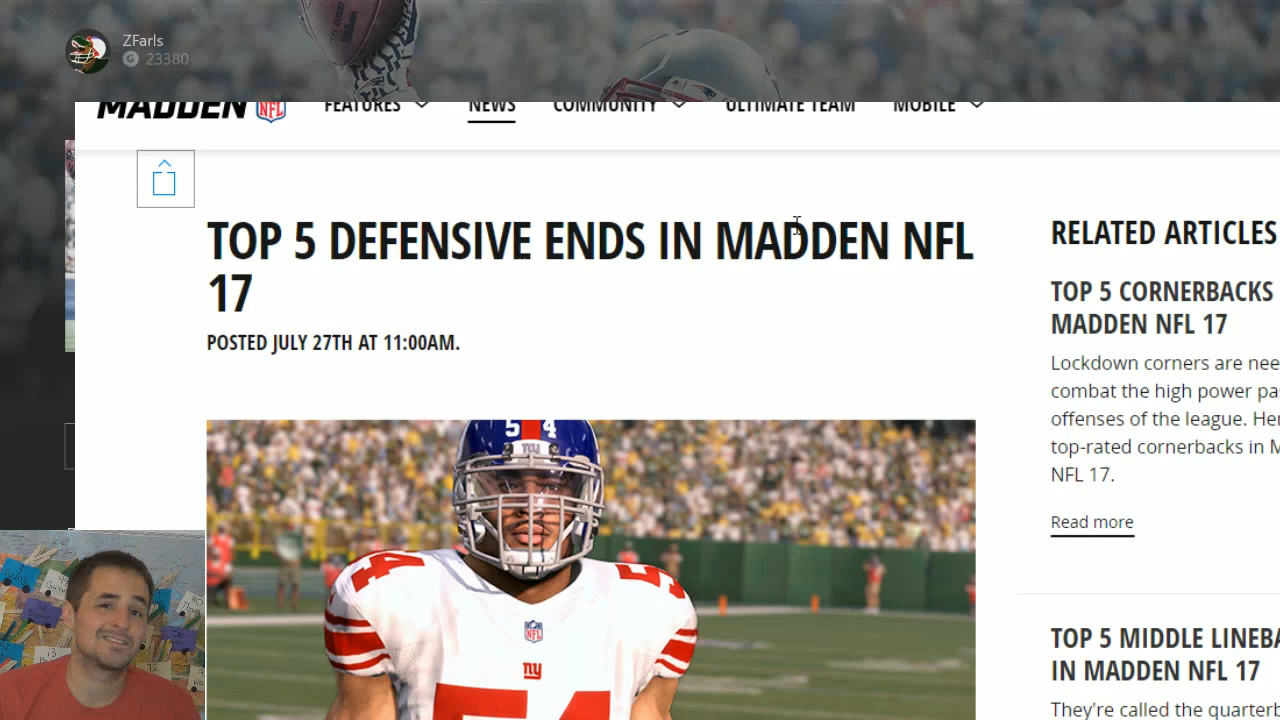 ZFarls
G 23380
MADDEN NFL FEATURES NEWS COMMUNITY ULTIMATE TEAM MOBILE
TOP 5 DEFENSIVE ENDS IN MADDEN NFL
17
POSTED JULY 27TH AT 11:00AM.
RELATED ARTICLES
TOP 5 CORNERBACKS
MADDEN NFL 17
Lockdown corners are nee
combat the high power pa
offenses of the league. Her
top-rated cornerbacks in M
NFL 17.
Read more
TOP 5 MIDDLE LINEBA
IN MADDEN NFL 17
They're called the quarterb
54
54
NFL
ny
54
13